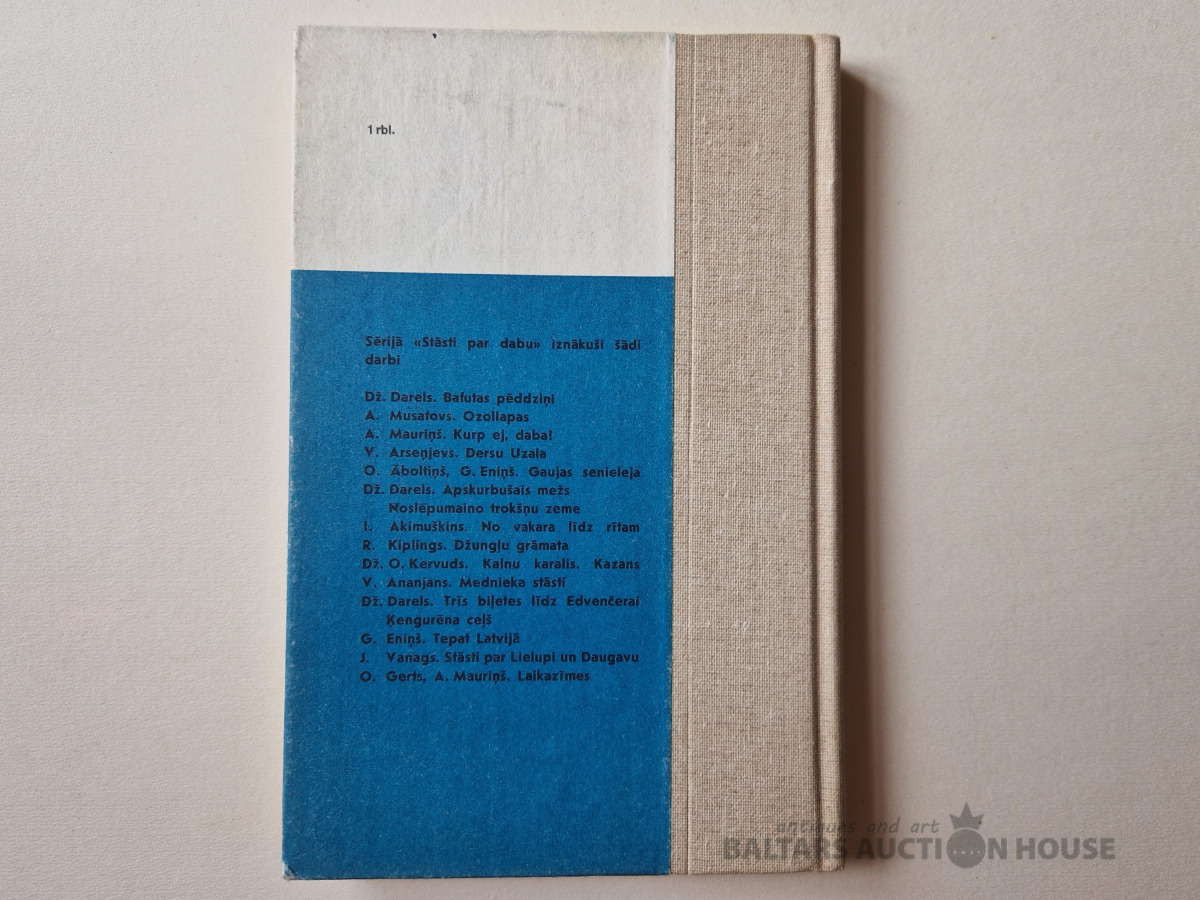 1 rbl.
Sērijā «Stāsti par dabu» iznākuši šādi
darbi
Dž. Darels. Bafutas pēddziņi
A. Musatovs. Ozollapas
A. Mauriņš. Kurp ej, daba?
V. Arseņjevs. Dersu Uzala
O. Āboltiņš, G. Eniņš. Gaujas senieleja
Dž. Darels. Apskurbušais mežs
Noslēpumaino trokšņu zeme
I. Akimuškins. No vakara līdz rītam
R. Kiplings. Džungļu grāmata
Dž. O. Kervuds. Kalnu karalis. Kazans
V. Ananjans. Mednieka stāsti
Dž. Darels. Trīs biļetes līdz Edvenčerai
Ķengurēna ceļš
G. Eniņš. Tepat Latvijā
J. Vanags. Stāsti par Lielupi un Daugavu
O. Gerts, A. Mauriņš. Laikazīmes
antiques and art
BALTARS AUCTION HOUSE